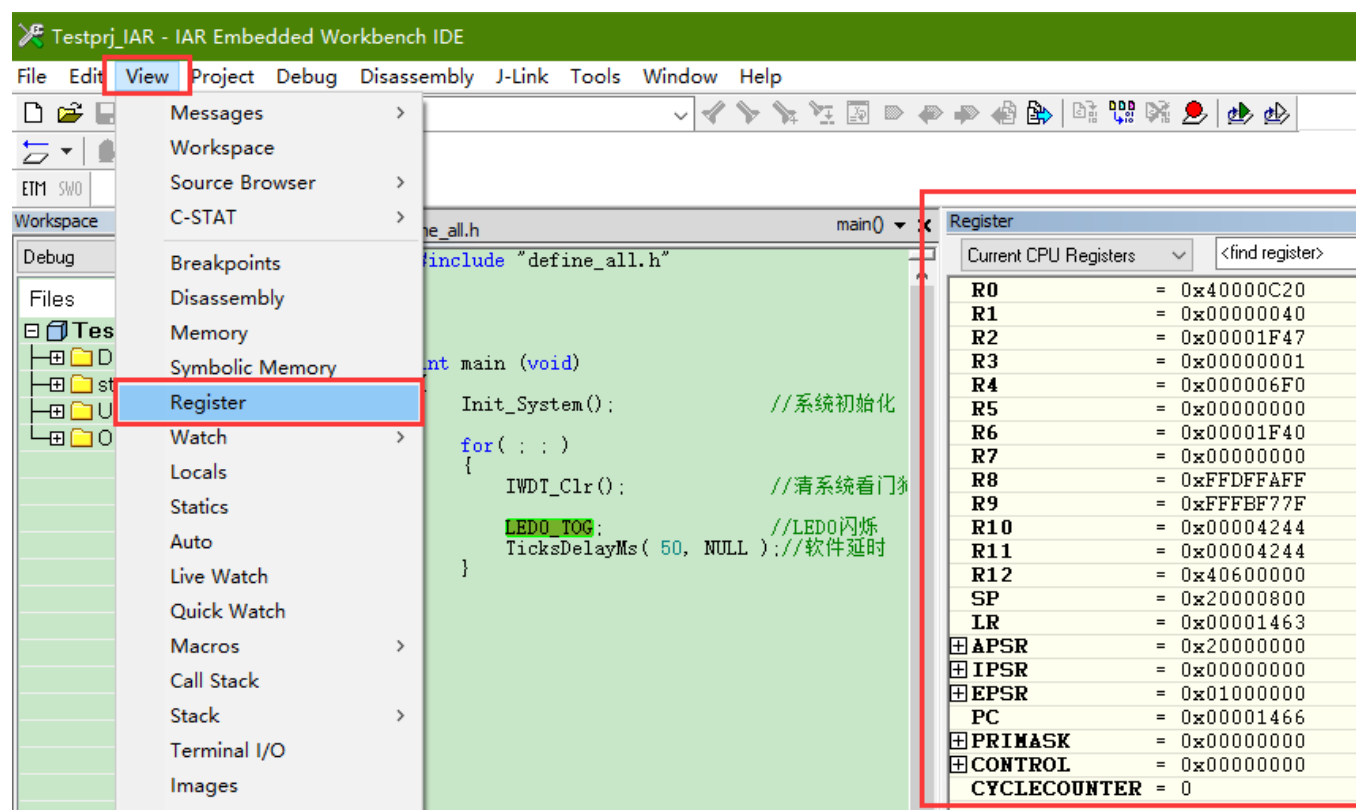 Testprj_IAR - IAR Embedded Workbench IDE
File Edit View Project Debug Disassembly J-Link Tools Window Help
Messages
Workspace
Source Browser
C-STAT
Breakpoints
Disassembly
Memory
Symbolic Memory
Register
Watch
Locals
Statics
Auto
Live Watch
Quick Watch
Macros
Call Stack
Stack
Terminal I/O
Images
ETM SWO
Workspace
Debug
Files
Tes
D
st
U
O
ne_all.h
main()
#include "define_all.h"
int main (void)
{
Init_System(); //系统初始化
for( ; ; )
{
IWDT_Clr(); //清系统看门狗
LED0_TOG; //LED0闪烁
TicksDelayMs( 50, NULL );//软件延时
}
Register
Current CPU Registers <find register>
R0 = 0x40000C20
R1 = 0x00000040
R2 = 0x00001F47
R3 = 0x00000001
R4 = 0x000006F0
R5 = 0x00000000
R6 = 0x00001F40
R7 = 0x00000000
R8 = 0xFFDFFAFF
R9 = 0xFFFBF77F
R10 = 0x00004244
R11 = 0x00004244
R12 = 0x40600000
SP = 0x20000800
LR = 0x00001463
APSR = 0x20000000
IPSR = 0x00000000
EPSR = 0x01000000
PC = 0x00001466
PRIMASK = 0x00000000
CONTROL = 0x00000000
CYCLECOUNTER = 0